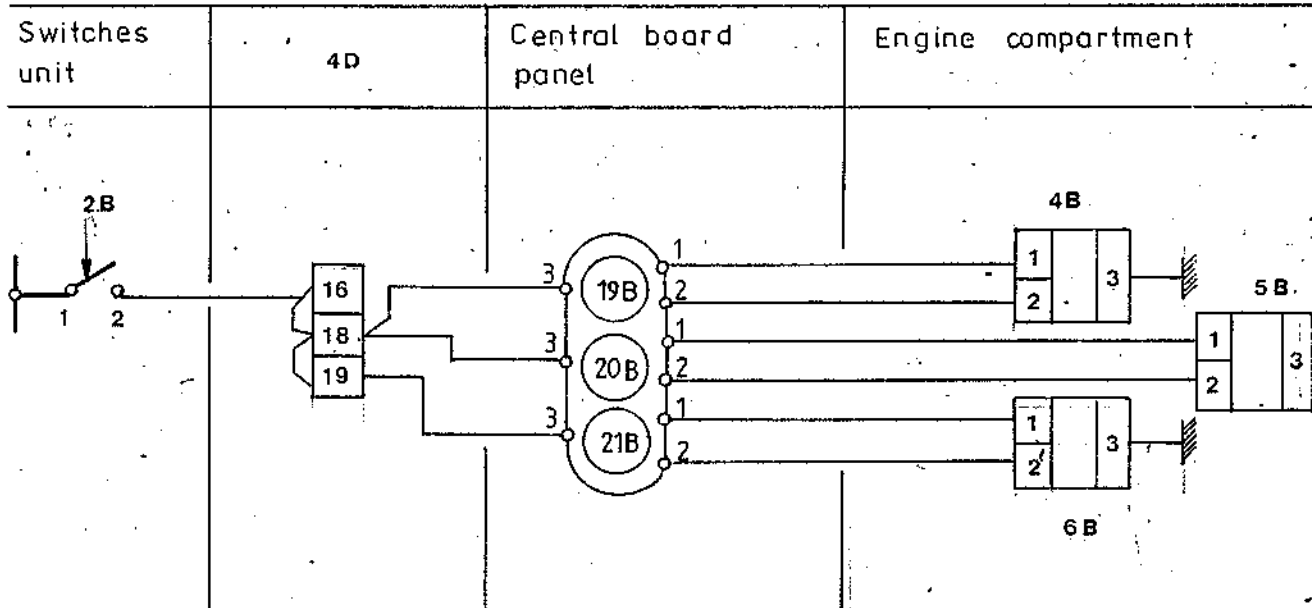 Switches
unit
4D
Central board
panel
Engine compartment
2B
1 2
16
18
19
3
3
3
19B
20B
21B
1
2
1
2
1
2
4B
1
2
3
5B
1
2
3
1
2
3
6B